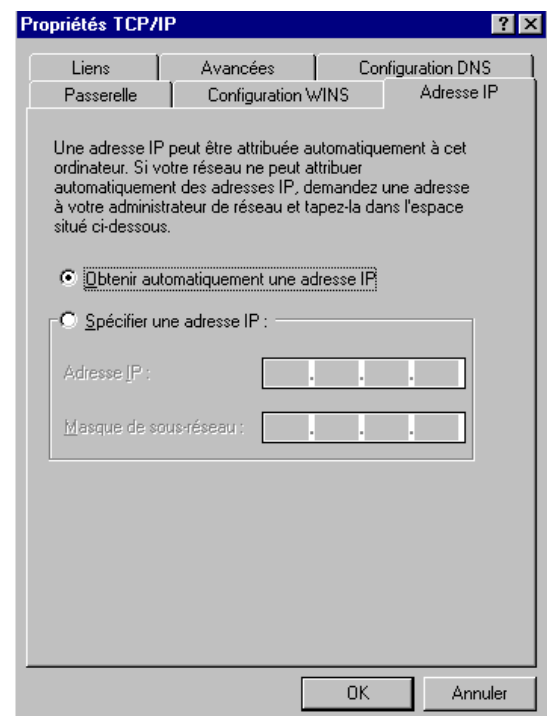 Propriétés TCP/IP
Liens Avancées Configuration DNS
Passerelle Configuration WINS Adresse IP
Une adresse IP peut être attribuée automatiquement à cet
ordinateur. Si votre réseau ne peut attribuer
automatiquement des adresses IP, demandez une adresse
à votre administrateur de réseau et tapez-la dans l'espace
situé ci-dessous.
Obtenir automatiquement une adresse IP
Spécifier une adresse IP :
Adresse IP :
Masque de sous-réseau :
OK Annuler